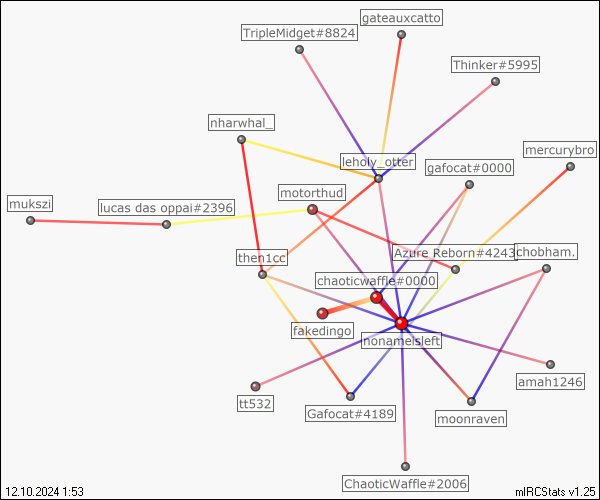 gateauxcatto
TripleMidget#8824
Thinker#5995
nharwhal_
mercurybro
leholy_otter
gafocat#0000
motorthud
mukszi
lucas das oppai#2396
Azure Reborn#4243
chobham.
then1cc
chaoticwaffle#0000
fakedingo
nonameisleft
amah1246
tt532
Gafocat#4189
moonraven
ChaoticWaffle#2006
12.10.2024 1:53
mIRCStats v1.25